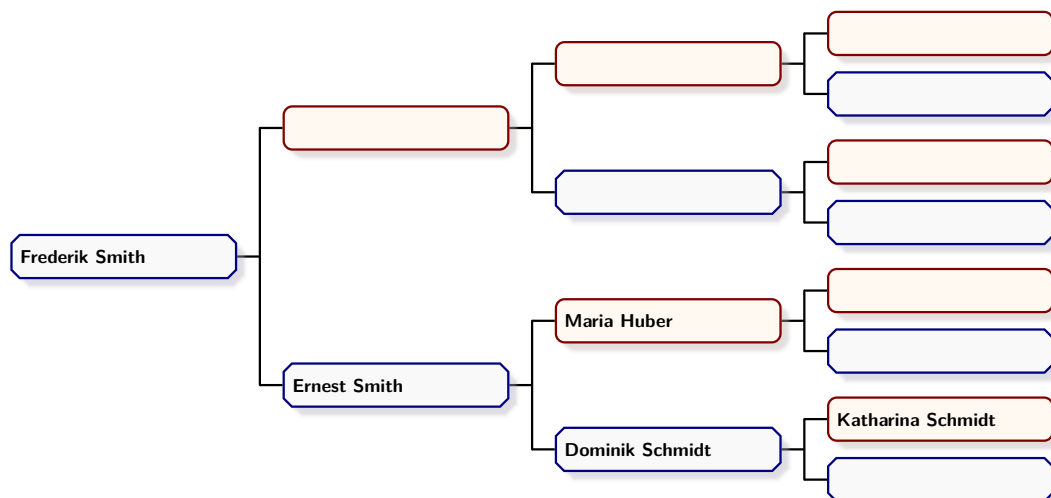 Frederik Smith
Ernest Smith
Maria Huber
Dominik Schmidt
Katharina Schmidt